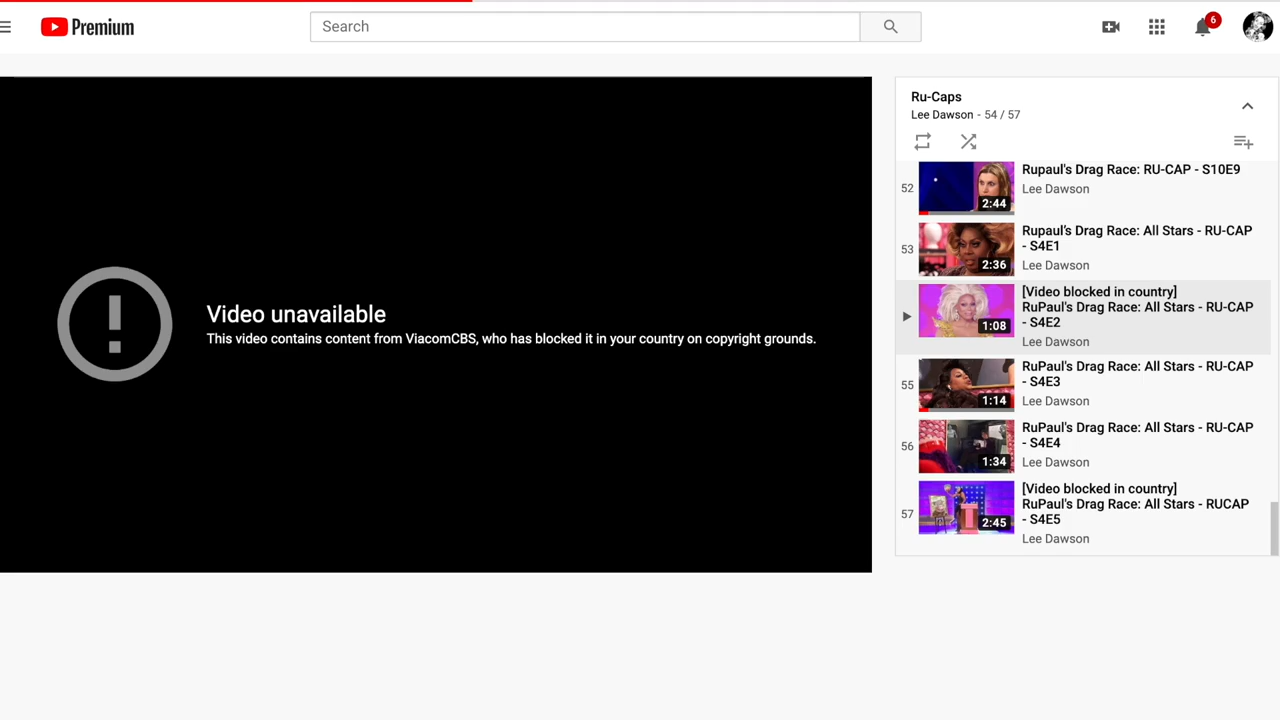 Premium
Search
6
Video unavailable
This video contains content from ViacomCBS, who has blocked it in your country on copyright grounds.
Ru-Caps
Lee Dawson - 54 / 57
52
2:44
Rupaul's Drag Race: RU-CAP - S10E9
Lee Dawson
53
2:36
Rupaul's Drag Race: All Stars - RU-CAP
- S4E1
Lee Dawson
1:08
[Video blocked in country]
RuPaul's Drag Race: All Stars - RU-CAP
- S4E2
Lee Dawson
55
1:14
RuPaul's Drag Race: All Stars - RU-CAP
- S4E3
Lee Dawson
56
1:34
RuPaul's Drag Race: All Stars - RU-CAP
- S4E4
Lee Dawson
57
2:45
[Video blocked in country]
RuPaul's Drag Race: All Stars - RUCAP
- S4E5
Lee Dawson